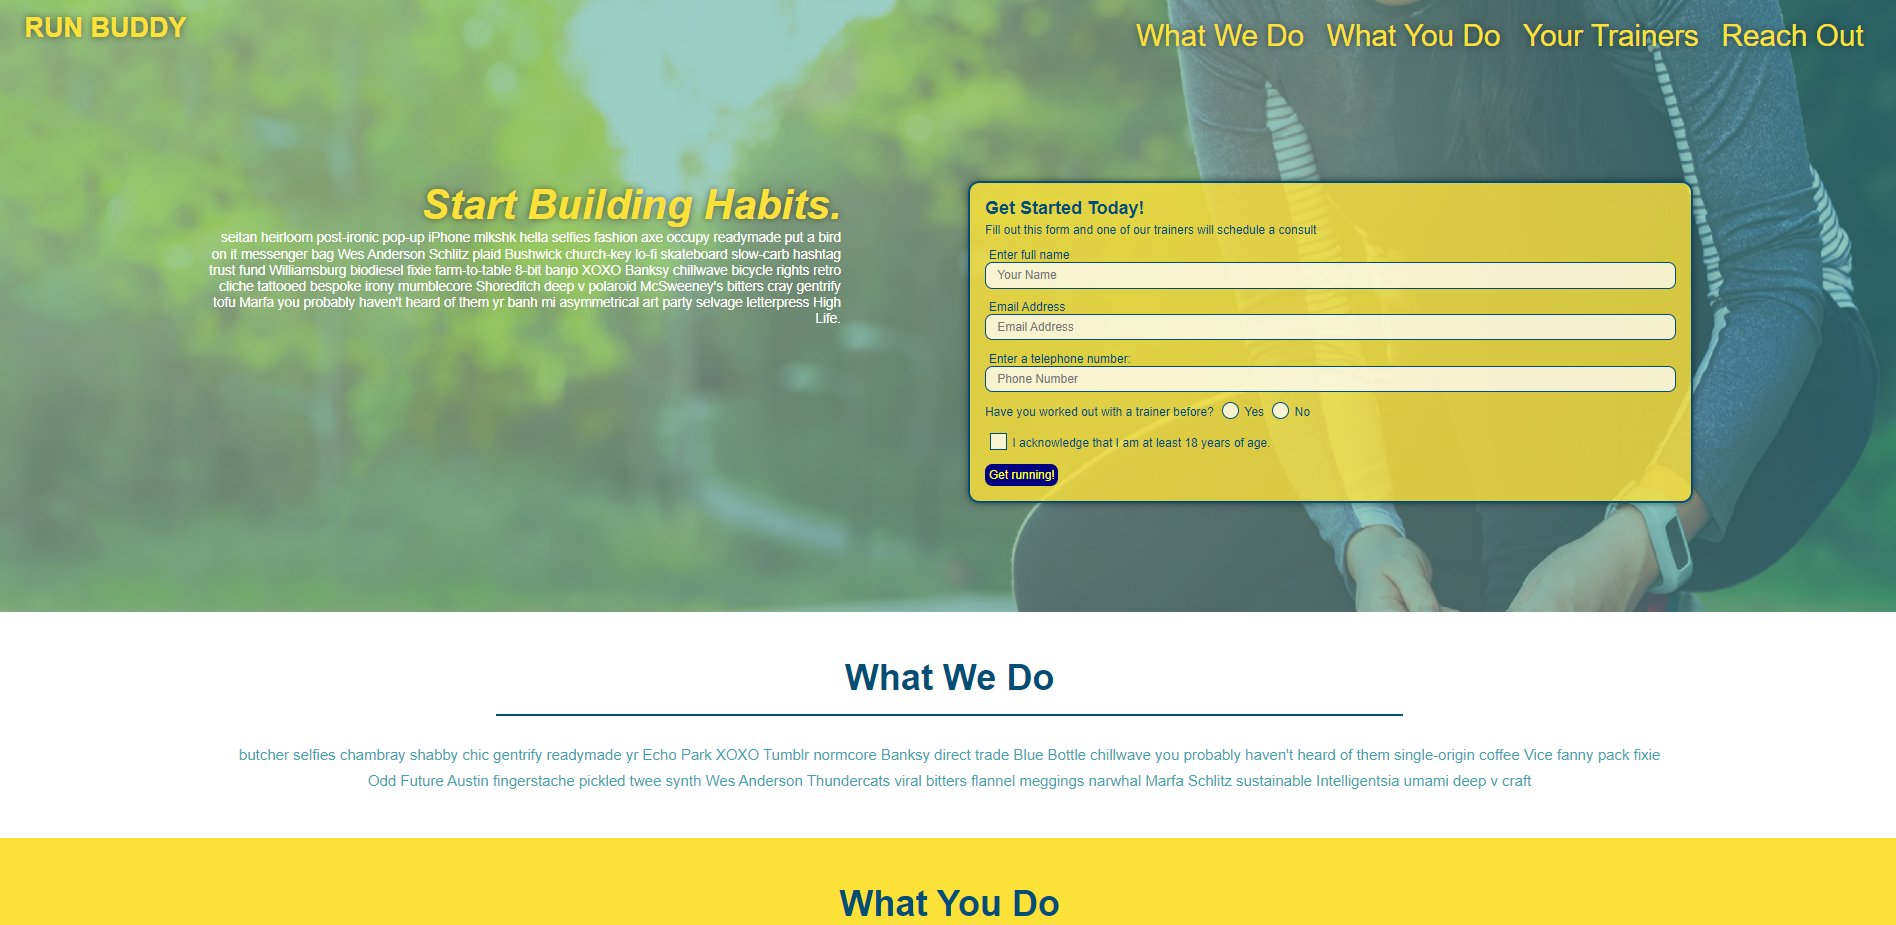 RUN BUDDY
What We Do What You Do Your Trainers Reach Out
Start Building Habits.
seitan heirloom post-ironic pop-up iPhone mlkshk hella selfies fashion axe occupy readymade put a bird
on it messenger bag Wes Anderson Schlitz plaid Bushwick church-key lo-fi skateboard slow-carb hashtag
trust fund Williamsburg biodiesel fixie farm-to-table 8-bit banjo XOXO Banksy chillwave bicycle rights retro
cliche tattooed bespoke irony mumblecore Shoreditch deep v polaroid McSweeney's bitters cray gentrify
tofu Marfa you probably haven't heard of them yr banh mi asymmetrical art party selvage letterpress High
Life.
Get Started Today!
Fill out this form and one of our trainers will schedule a consult
Enter full name
Your Name
Email Address
Email Address
Enter a telephone number:
Phone Number
Have you worked out with a trainer before? Yes No
I acknowledge that I am at least 18 years of age.
Get running!
What We Do
butcher selfies chambray shabby chic gentrify readymade yr Echo Park XOXO Tumblr normcore Banksy direct trade Blue Bottle chillwave you probably haven't heard of them single-origin coffee Vice fanny pack fixie
Odd Future Austin fingerstache pickled twee synth Wes Anderson Thundercats viral bitters flannel meggings narwhal Marfa Schlitz sustainable Intelligentsia umami deep v craft
What You Do